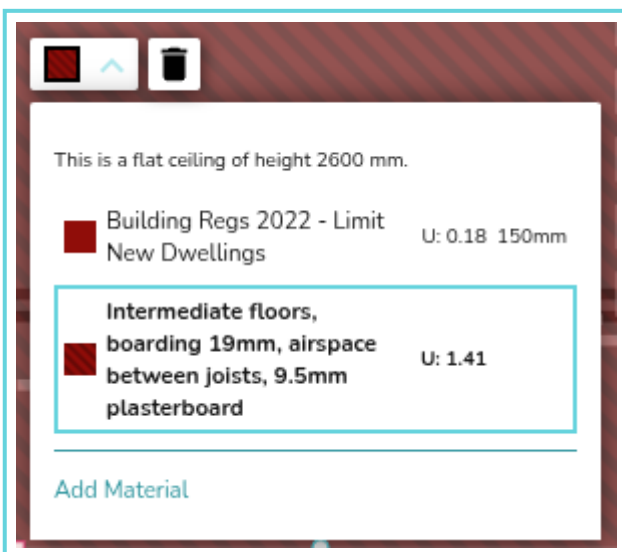 This is a flat ceiling of height 2600 mm.
Building Regs 2022 - Limit
New Dwellings
U: 0.18 150mm
Intermediate floors,
boarding 19mm, airspace
between joists, 9.5mm
plasterboard
U: 1.41
Add Material